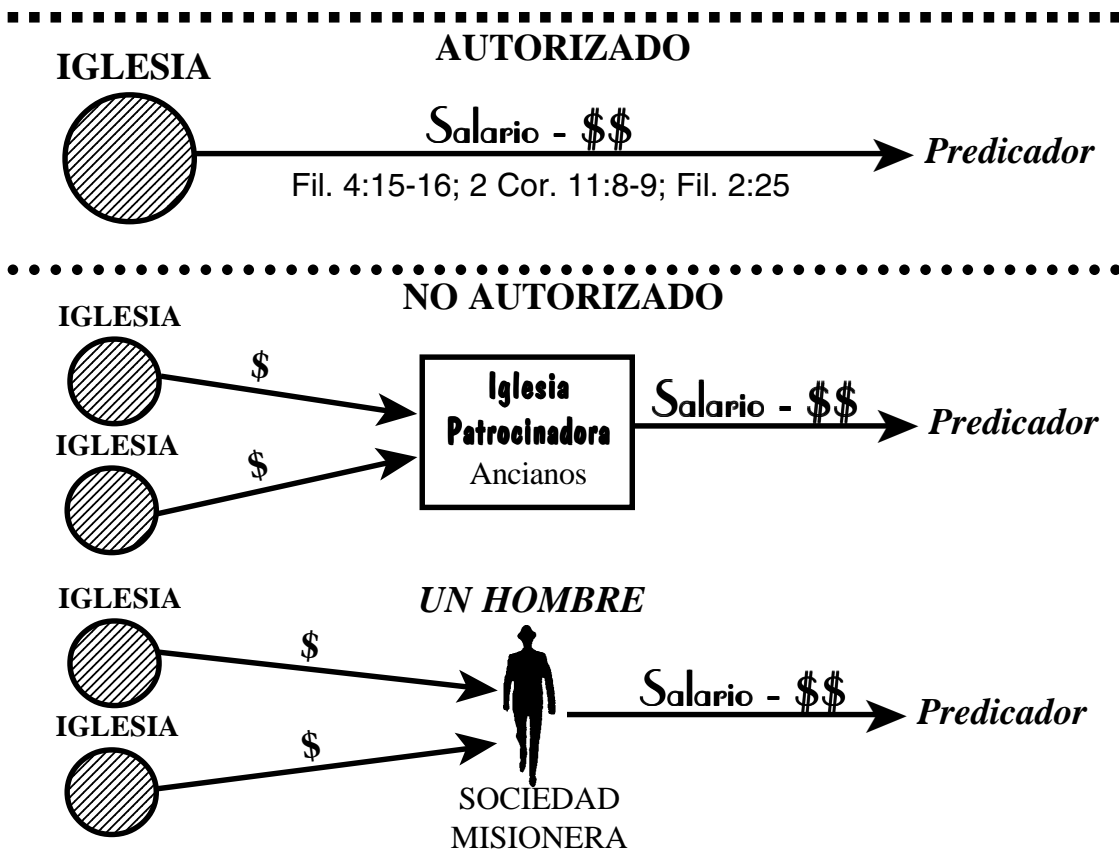 AUTORIZADO
IGLESIA
Salario - $$
Predicador
Fil. 4:15-16; 2 Cor. 11:8-9; Fil. 2:25
NO AUTORIZADO
IGLESIA
$
IGLESIA
$
Iglesia
Patrocinadora
Ancianos
Salario - $$
Predicador
IGLESIA
$
IGLESIA
$
UN HOMBRE
SOCIEDAD
MISIONERA
Salario - $$
Predicador